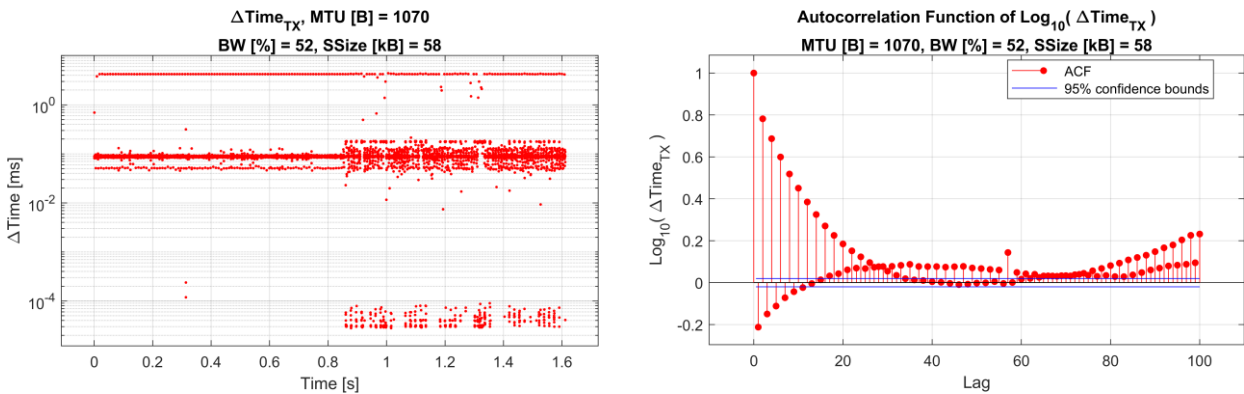 ΔTime_TX, MTU [B] = 1070
BW [%] = 52, SSize [kB] = 58
ΔTime [ms]
10^0
10^-2
10^-4
0 0.2 0.4 0.6 0.8 1 1.2 1.4 1.6
Time [s]
Autocorrelation Function of Log_10( ΔTime_TX )
MTU [B] = 1070, BW [%] = 52, SSize [kB] = 58
ACF
95% confidence bounds
Log_10( ΔTime_TX )
1
0.8
0.6
0.4
0.2
0
-0.2
0 20 40 60 80 100
Lag